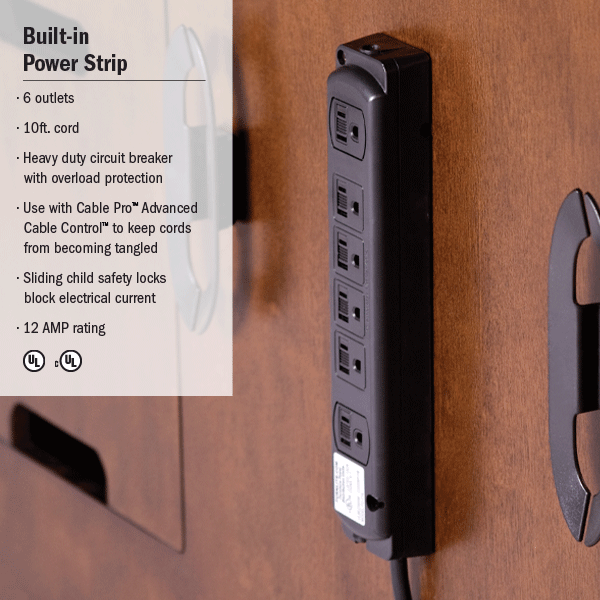 Built-in
Power Strip
· 6 outlets
· 10ft. cord
· Heavy duty circuit breaker
with overload protection
· Use with Cable Pro™ Advanced
Cable Control™ to keep cords
from becoming tangled
· Sliding child safety locks
block electrical current
· 12 AMP rating
UL c UL